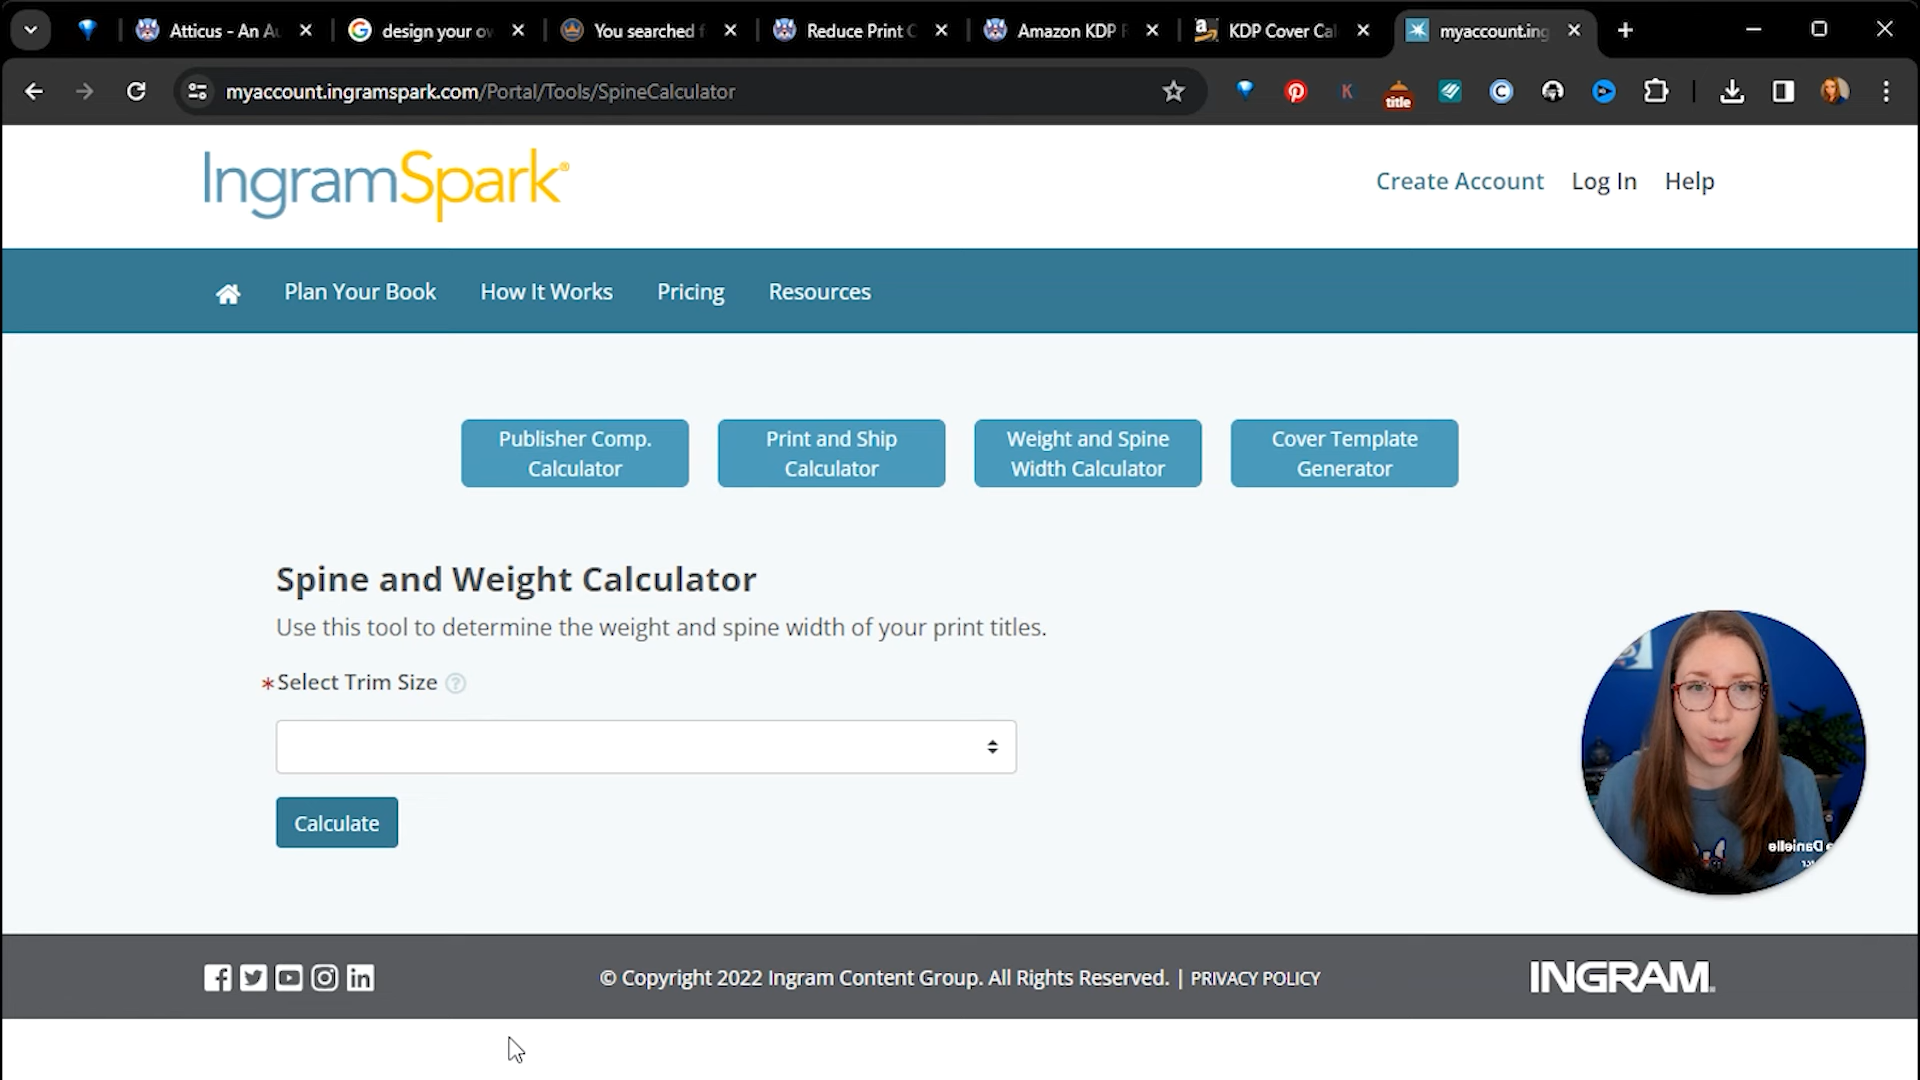 Atticus - An Au
design your ow
You searched f
Reduce Print C
Amazon KDP R
KDP Cover Cal
myaccount.ing
myaccount.ingramspark.com/Portal/Tools/SpineCalculator
K
title
IngramSpark®
Create Account
Log In
Help
Plan Your Book
How It Works
Pricing
Resources
Publisher Comp.
Calculator
Print and Ship
Calculator
Weight and Spine
Width Calculator
Cover Template
Generator
Spine and Weight Calculator
Use this tool to determine the weight and spine width of your print titles.
*Select Trim Size ?
Calculate
Danielle
© Copyright 2022 Ingram Content Group. All Rights Reserved. | PRIVACY POLICY
INGRAM